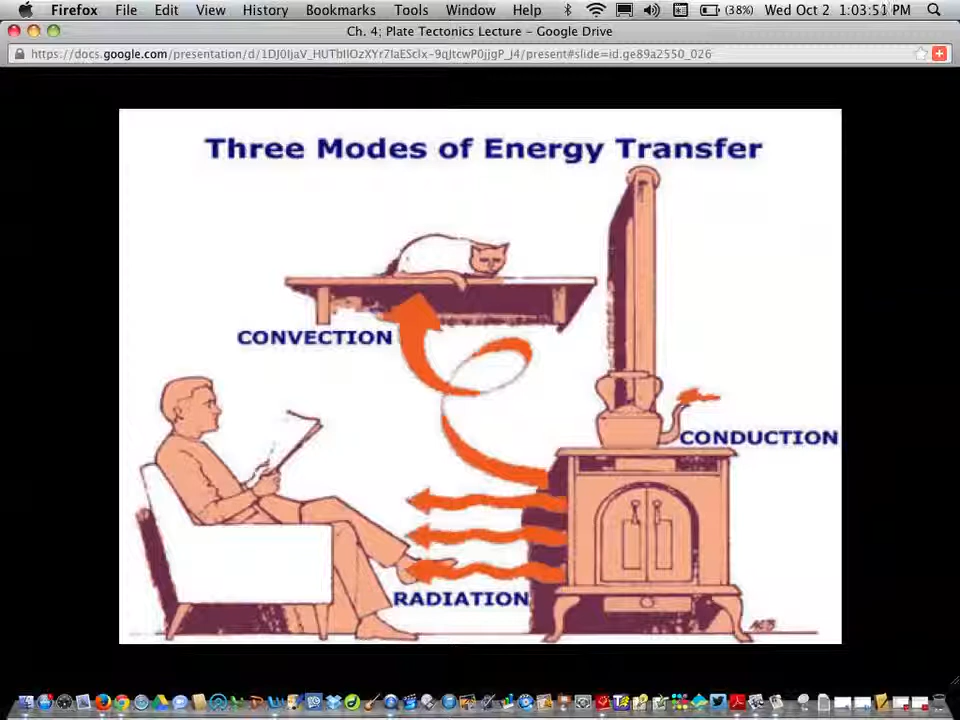 Firefox File Edit View History Bookmarks Tools Window Help (38%) Wed Oct 2 1:03:51 PM
Ch. 4; Plate Tectonics Lecture – Google Drive
Three Modes of Energy Transfer
CONVECTION
CONDUCTION
RADIATION